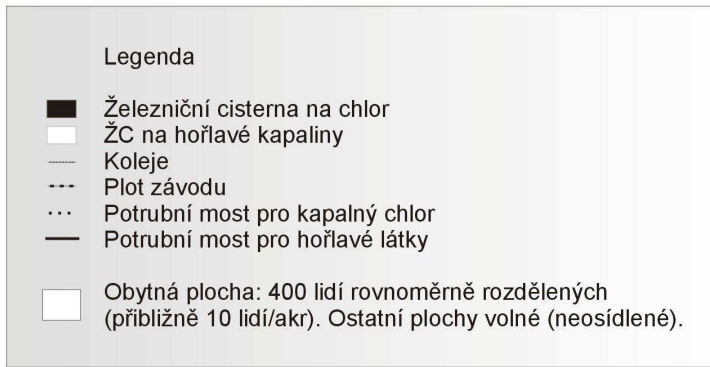 Legenda
Železniční cisterna na chlor
ŽC na hořlavé kapaliny
Koleje
Plot závodu
Potrubní most pro kapalný chlor
Potrubní most pro hořlavé látky
Obytná plocha: 400 lidí rovnoměrně rozdělených
(přibližně 10 lidí/akr). Ostatní plochy volné (neosídlené).